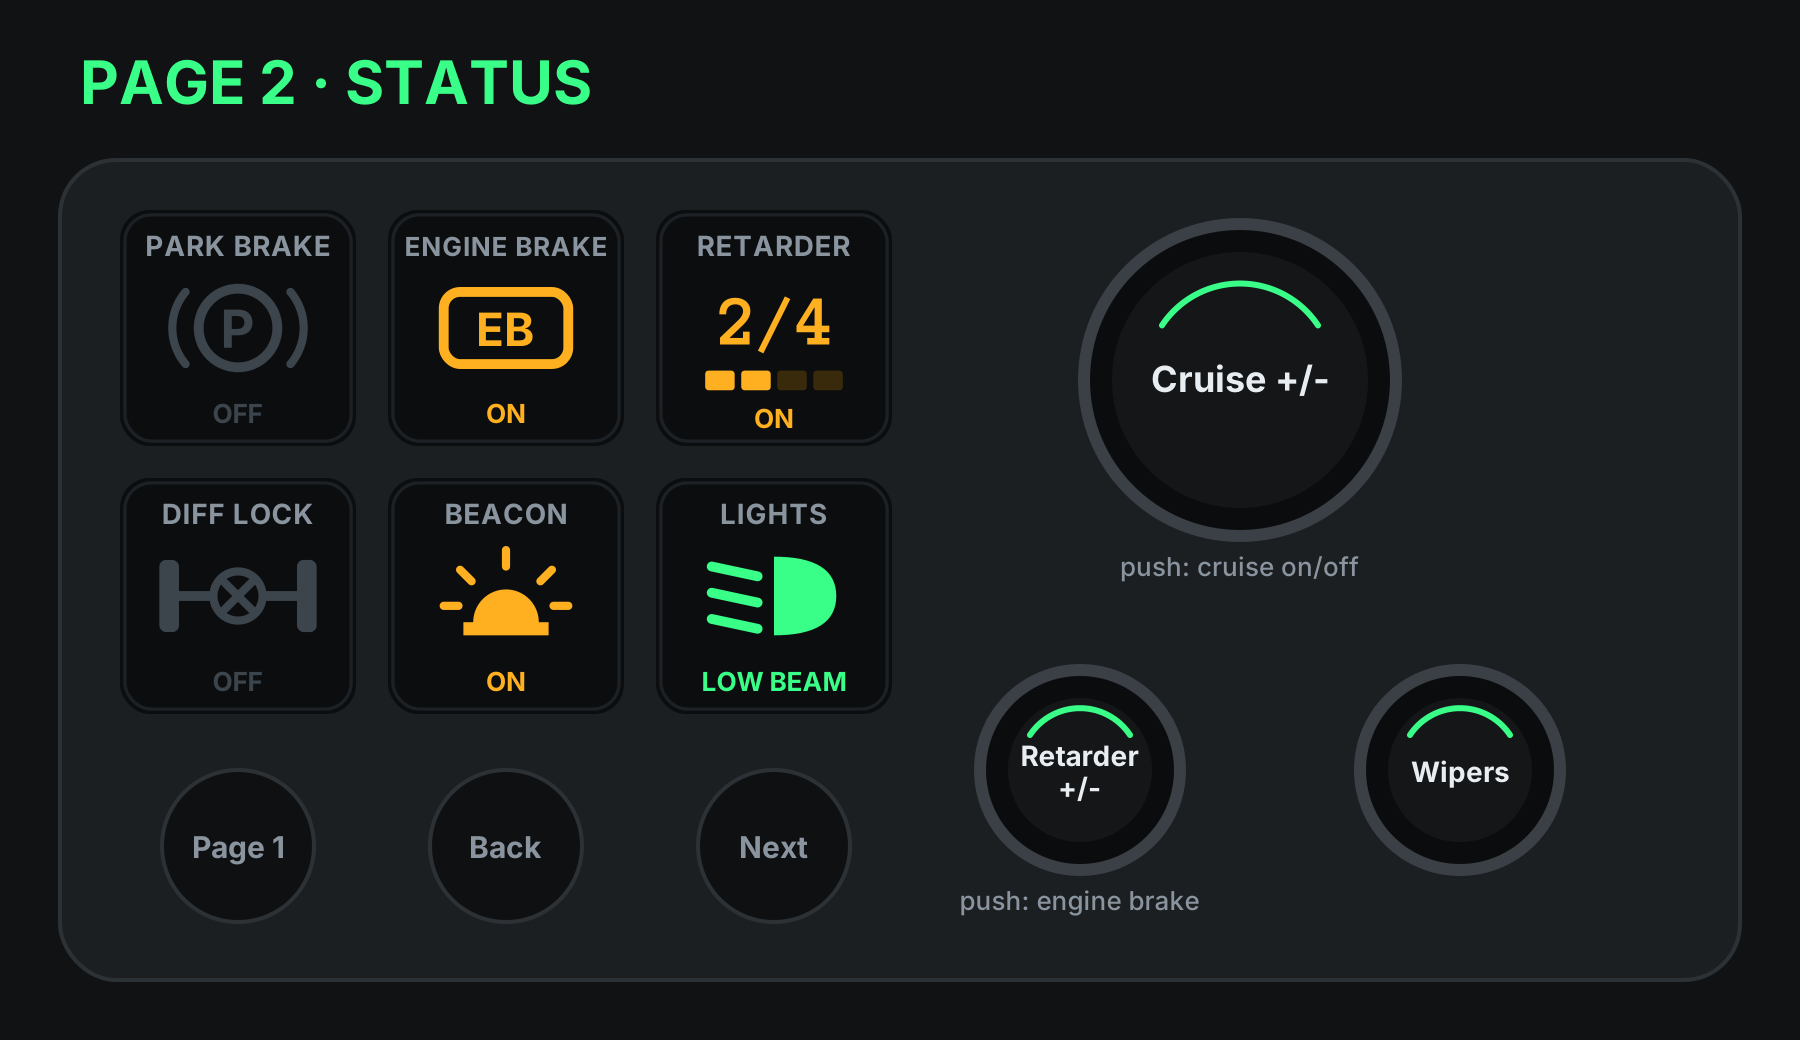 PAGE 2 · STATUS
PARK BRAKE
P
OFF
ENGINE BRAKE
EB
ON
RETARDER
2/4
ON
DIFF LOCK
OFF
BEACON
ON
LIGHTS
LOW BEAM
Page 1
Back
Next
Cruise +/-
push: cruise on/off
Retarder
+/-
push: engine brake
Wipers